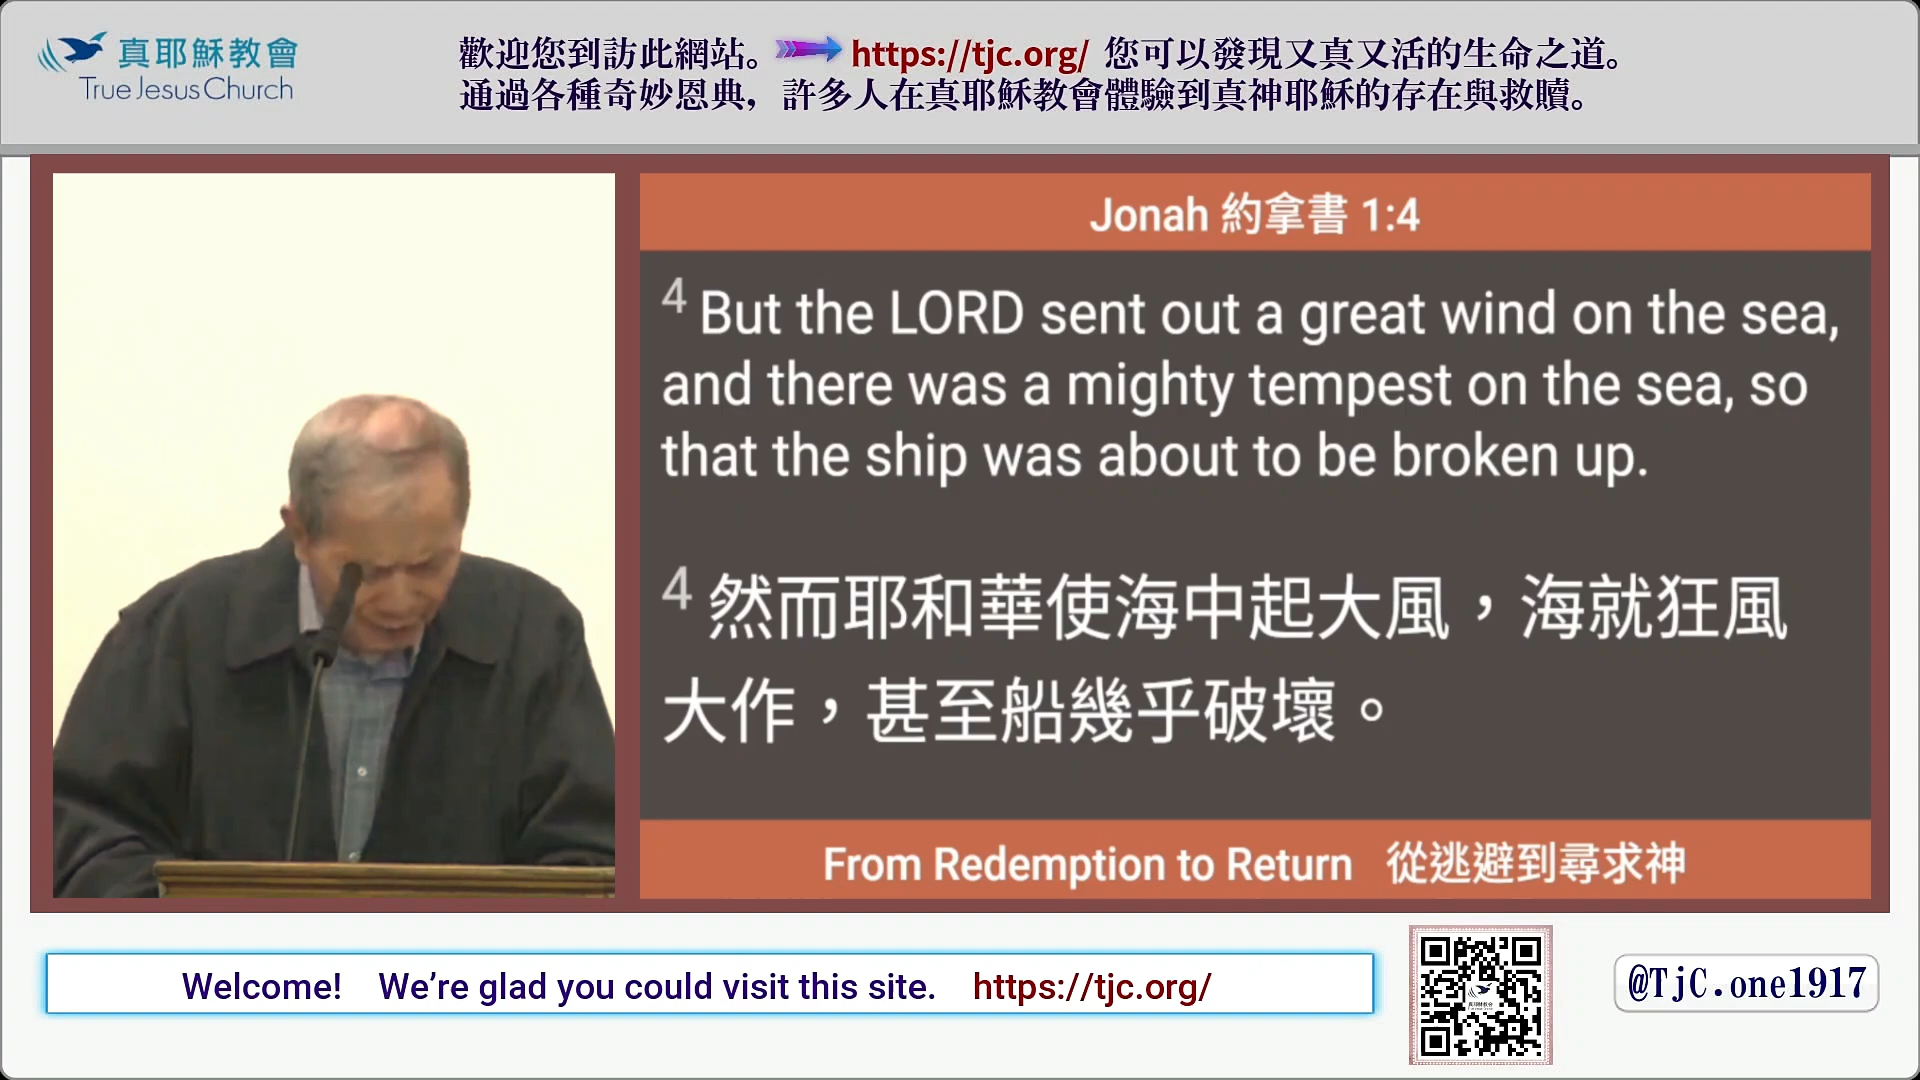 真耶穌教會
True Jesus Church
歡迎您到訪此網站。 https://tjc.org/ 您可以發現又真又活的生命之道。
通過各種奇妙恩典，許多人在真耶穌教會體驗到真神耶穌的存在與救贖。
Jonah 約拿書 1:4
4 But the LORD sent out a great wind on the sea,
and there was a mighty tempest on the sea, so
that the ship was about to be broken up.
4 然而耶和華使海中起大風，海就狂風
大作，甚至船幾乎破壞。
From Redemption to Return 從逃避到尋求神
Welcome! We’re glad you could visit this site. https://tjc.org/
@TjC.one1917